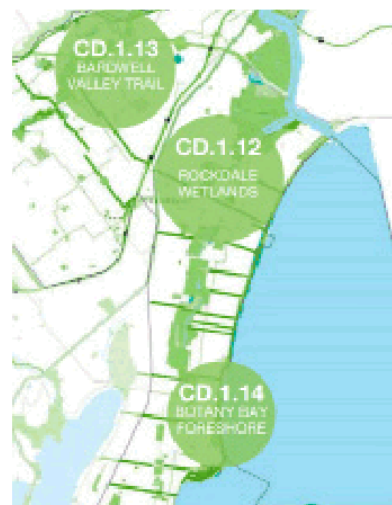 CD.1.13
BARDWELL
VALLEY TRAIL
CD.1.12
ROCKDALE
WETLANDS
CD.1.14
BOTANY BAY
FORESHORE